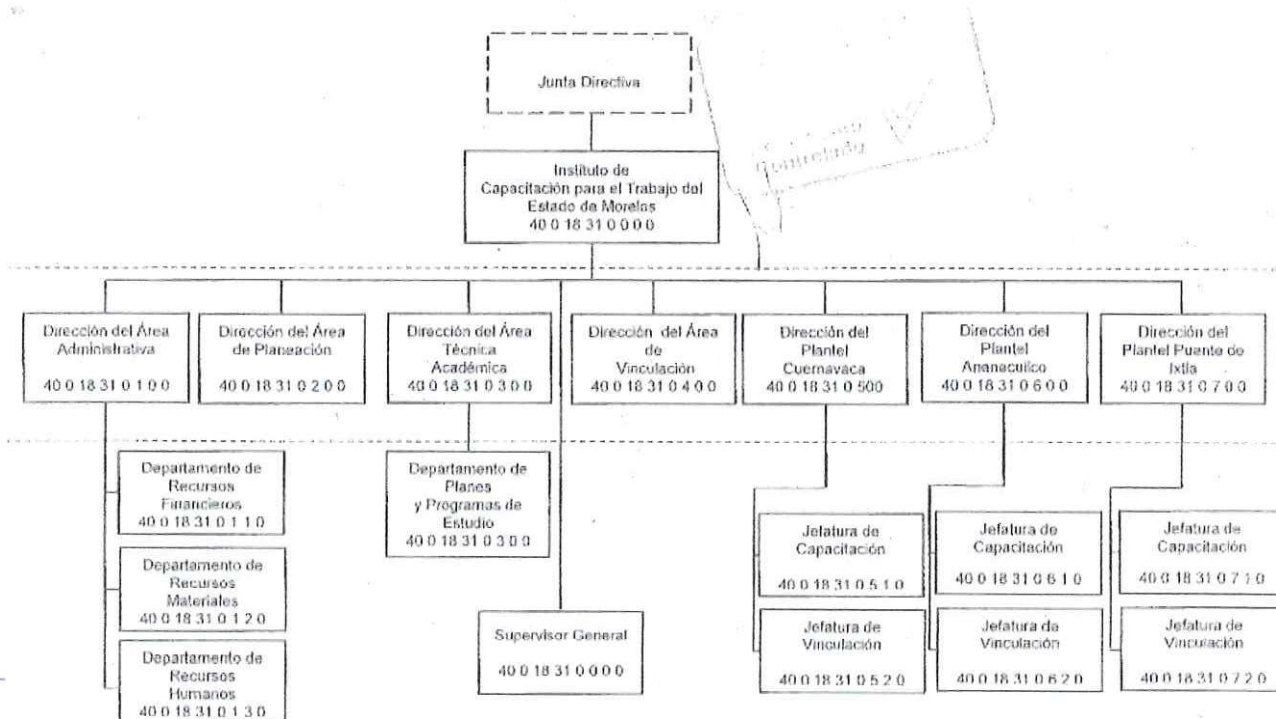 Junta Directiva
Instituto de
Capacitación para el Trabajo del
Estado de Morelos
40 0 18 31 0 0 0 0
Dirección del Área
Administrativa
40 0 18 31 0 1 0 0
Dirección del Área
de Planeación
40 0 18 31 0 2 0 0
Dirección del Área
Técnica
Académica
40 0 18 31 0 3 0 0
Dirección del Área
de
Vinculación
40 0 18 31 0 4 0 0
Dirección del
Plantel
Cuernavaca
40 0 18 31 0 500
Dirección del
Plantel
40 0 18 31 0 6 0 0
Dirección del
Plantel Puente de
Ixtla
40 0 18 31 0 7 0 0
Departamento de
Recursos
Financieros
40 0 18 31 0 1 1 0
Departamento de
Recursos
Materiales
40 0 18 31 0 1 2 0
Departamento de
Recursos
Humanos
40 0 18 31 0 1 3 0
Departamento de
Planes
y Programas de
Estudio
40 0 18 31 0 3 0 0
Supervisor General
40 0 18 31 0 0 0 0
Jefatura de
Capacitación
40 0 18 31 0 5 1 0
Jefatura de
Vinculación
40 0 18 31 0 5 2 0
Jefatura de
Capacitación
40 0 18 31 0 6 1 0
Jefatura de
Vinculación
40 0 18 31 0 6 2 0
Jefatura de
Capacitación
40 0 18 31 0 7 1 0
Jefatura de
Vinculación
40 0 18 31 0 7 2 0